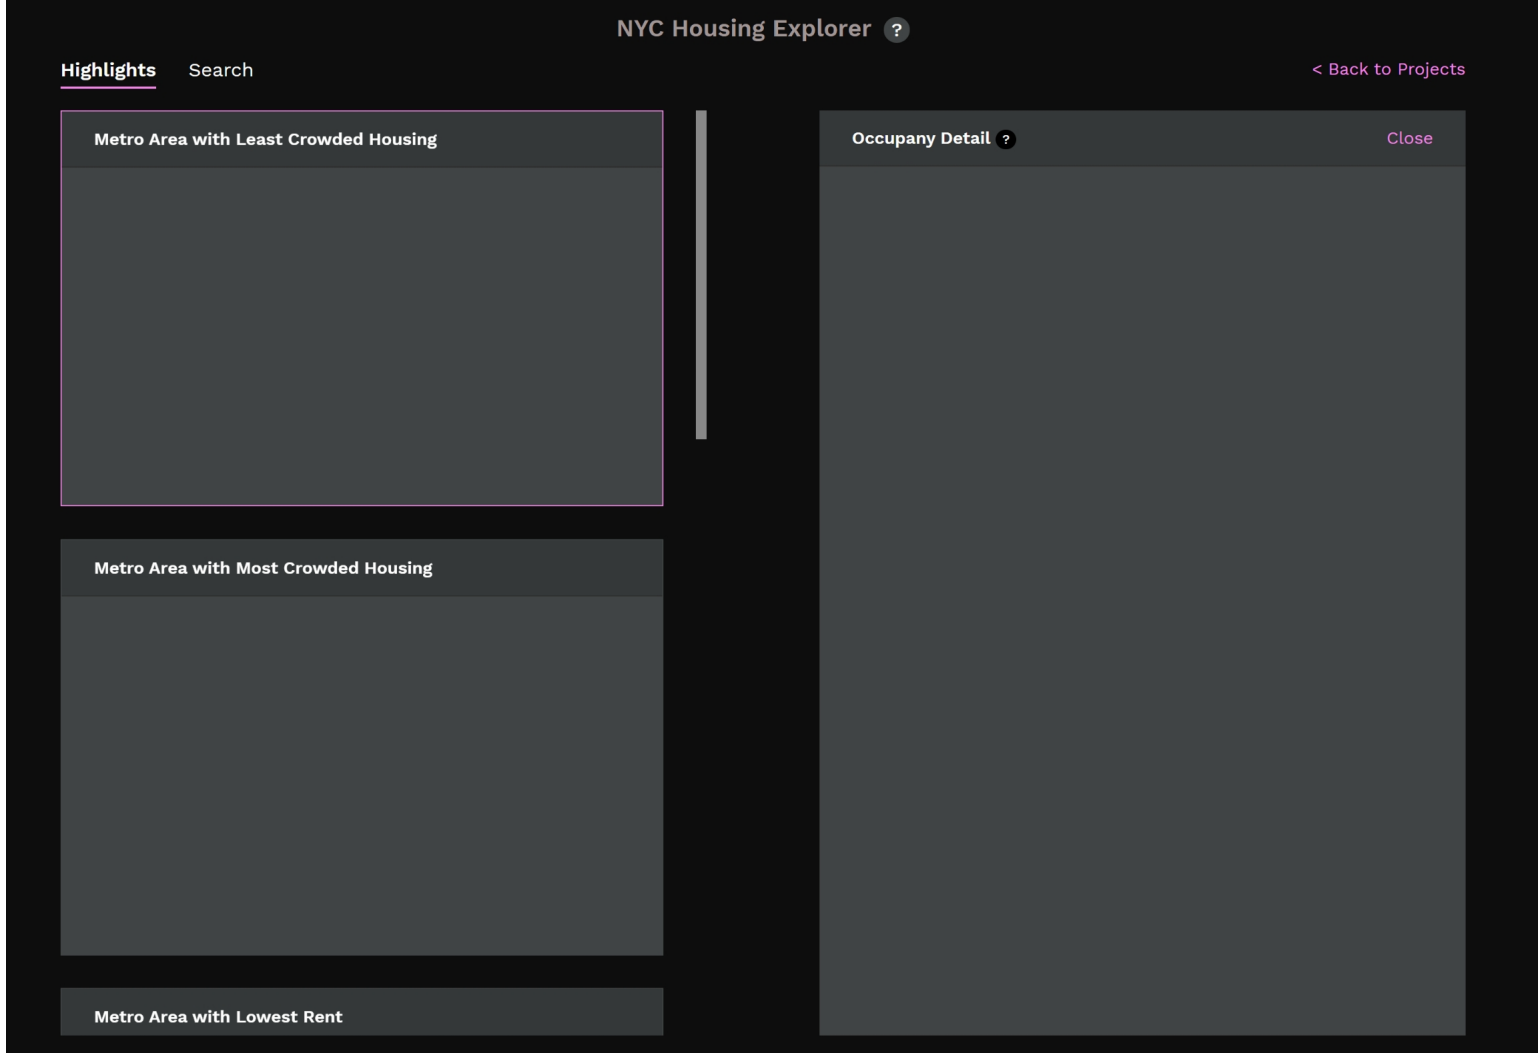 NYC Housing Explorer ?
Highlights Search < Back to Projects
Metro Area with Least Crowded Housing
Occupany Detail ? Close
Metro Area with Most Crowded Housing
Metro Area with Lowest Rent